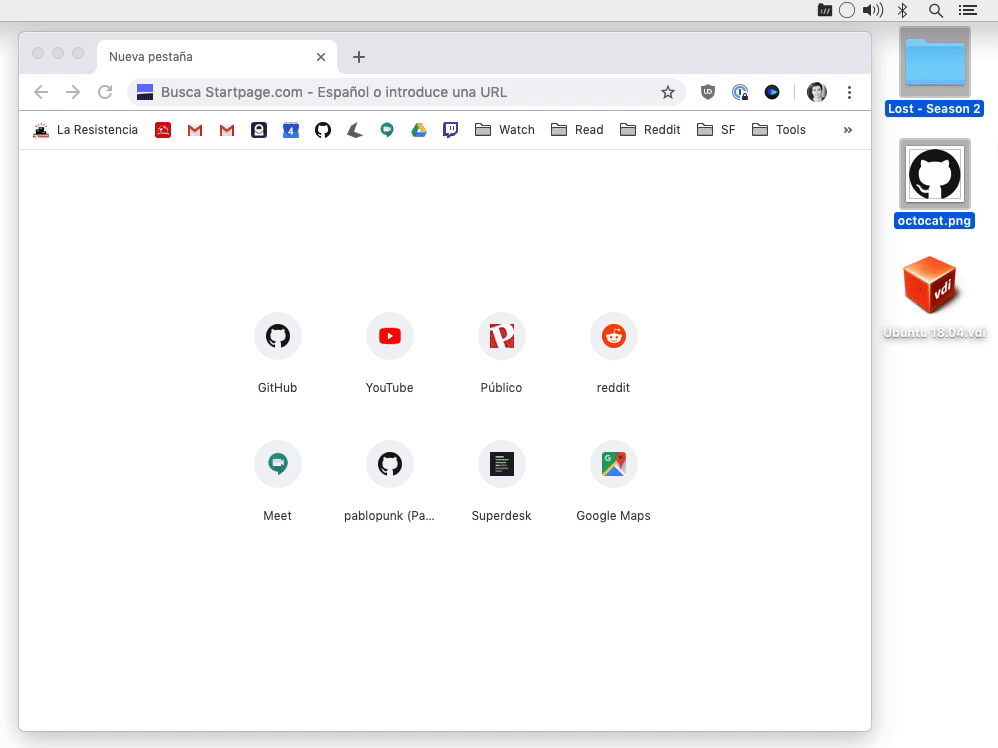 Nueva pestaña
Busca Startpage.com - Español o introduce una URL
UD
La Resistencia
4
Watch
Read
Reddit
SF
Tools
»
Lost - Season 2
octocat.png
vdi
Ubuntu 18.04.vdi
GitHub
YouTube
Público
reddit
Meet
pablopunk (Pa...
Superdesk
Google Maps